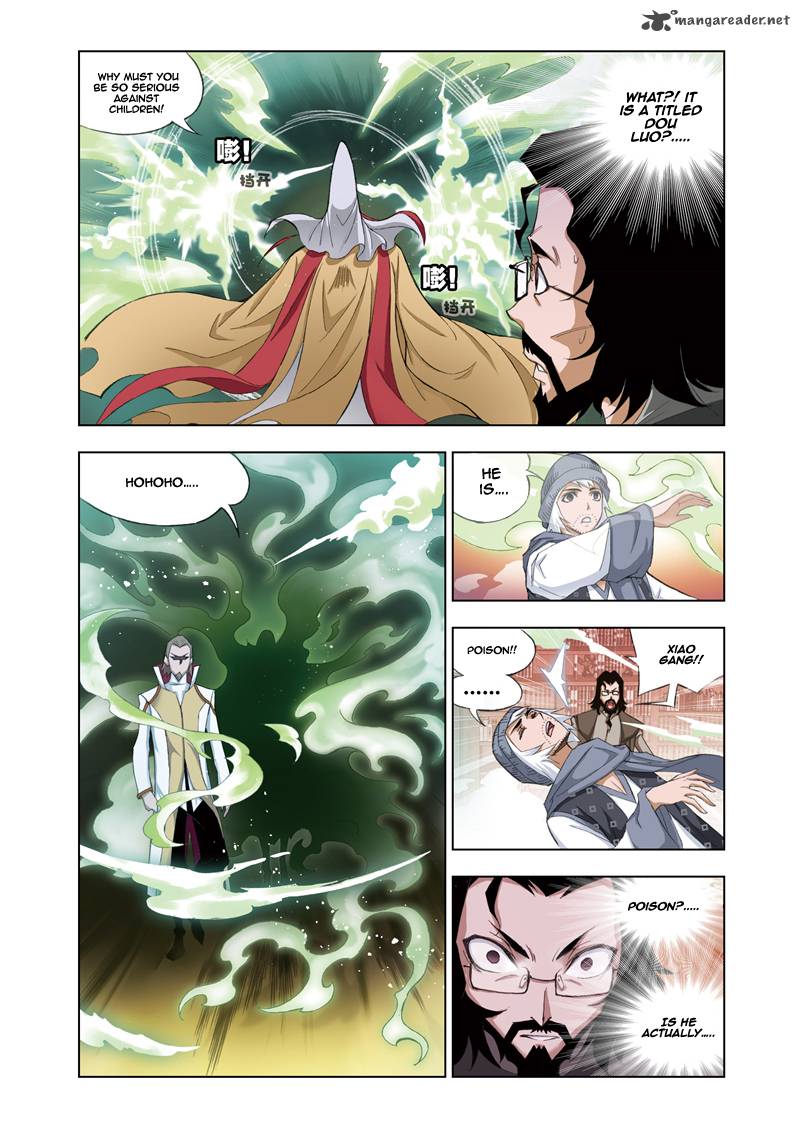 mangareader.net
WHY MUST YOU
BE SO SERIOUS
AGAINST
CHILDREN!
WHAT?! IT
IS A TITLED
DOU
LUO?.....
嘭!
挡开
嘭!
挡开
HOHOHO.....
HE
IS....
POISON!!
......
XIAO
GANG!!
POISON?.....
IS HE
ACTUALLY.....